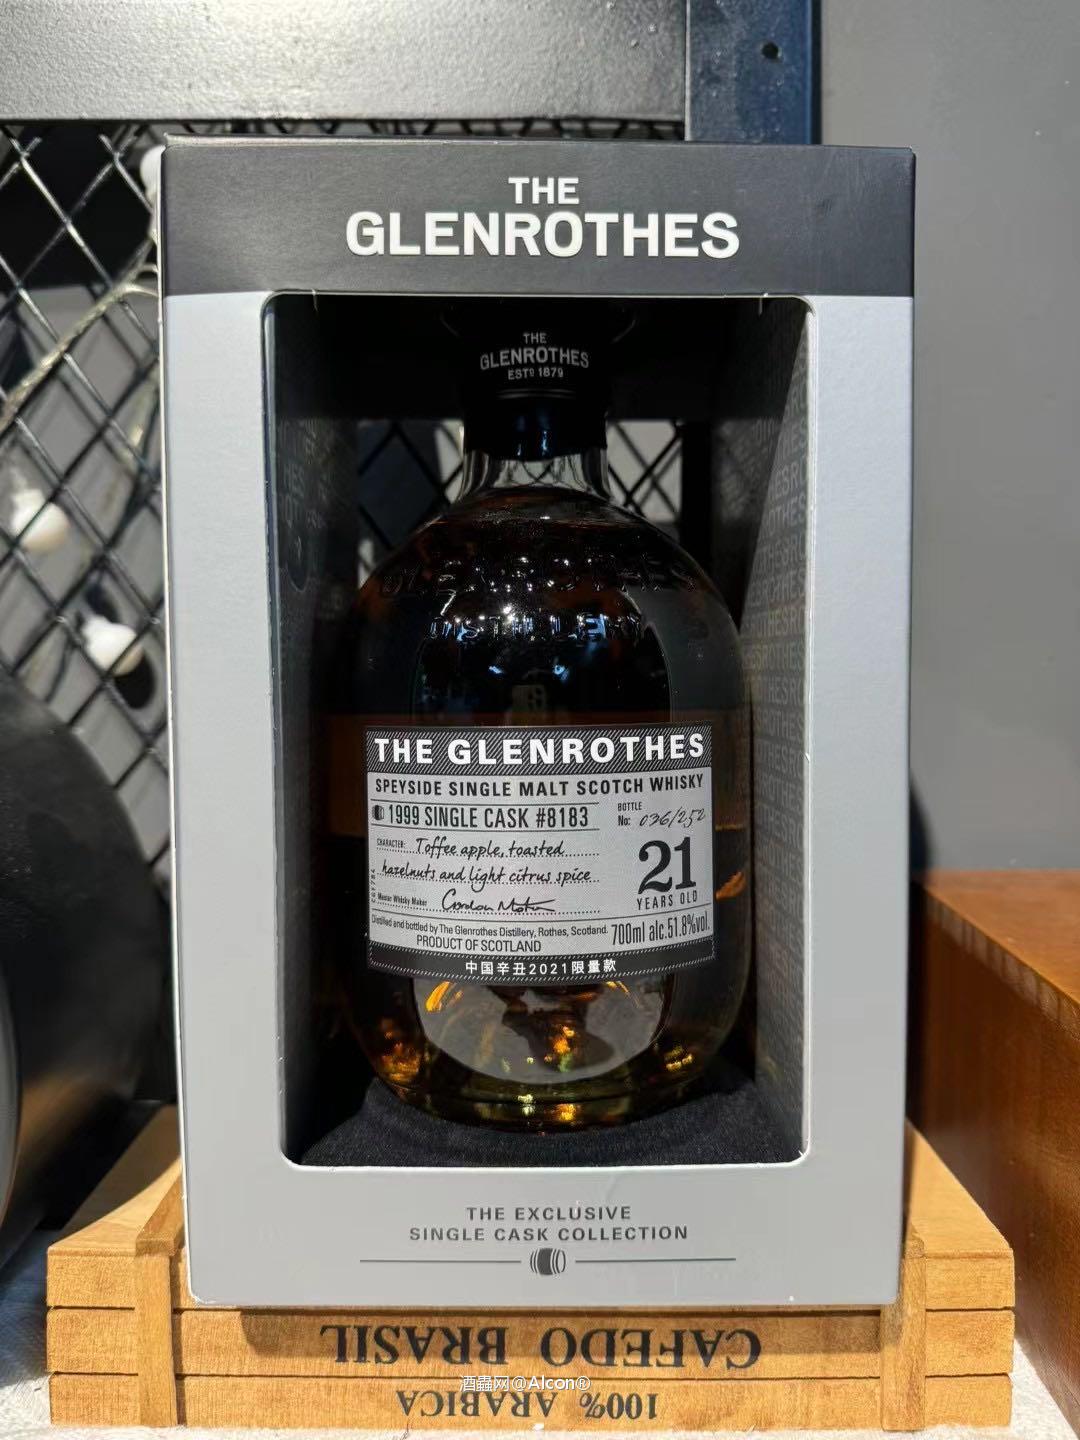 THE
GLENROTHES
THE
GLENROTHES
ESTD 1879
THE GLENROTHES
SPEYSIDE SINGLE MALT SCOTCH WHISKY
1999 SINGLE CASK #8183
BOTTLE
No: 036/252
CHARACTER: Toffee apple, toasted
hazelnuts and light citrus spice
21
YEARS OLD
Master Whisky Maker
Distilled and bottled by The Glenrothes Distillery, Rothes, Scotland.
PRODUCT OF SCOTLAND
700ml alc.51.8%vol.
中国辛丑2021限量款
THE EXCLUSIVE
SINGLE CASK COLLECTION
CAFEDO BRASIL
100% ARABICA
酒蟲网@Alcon®